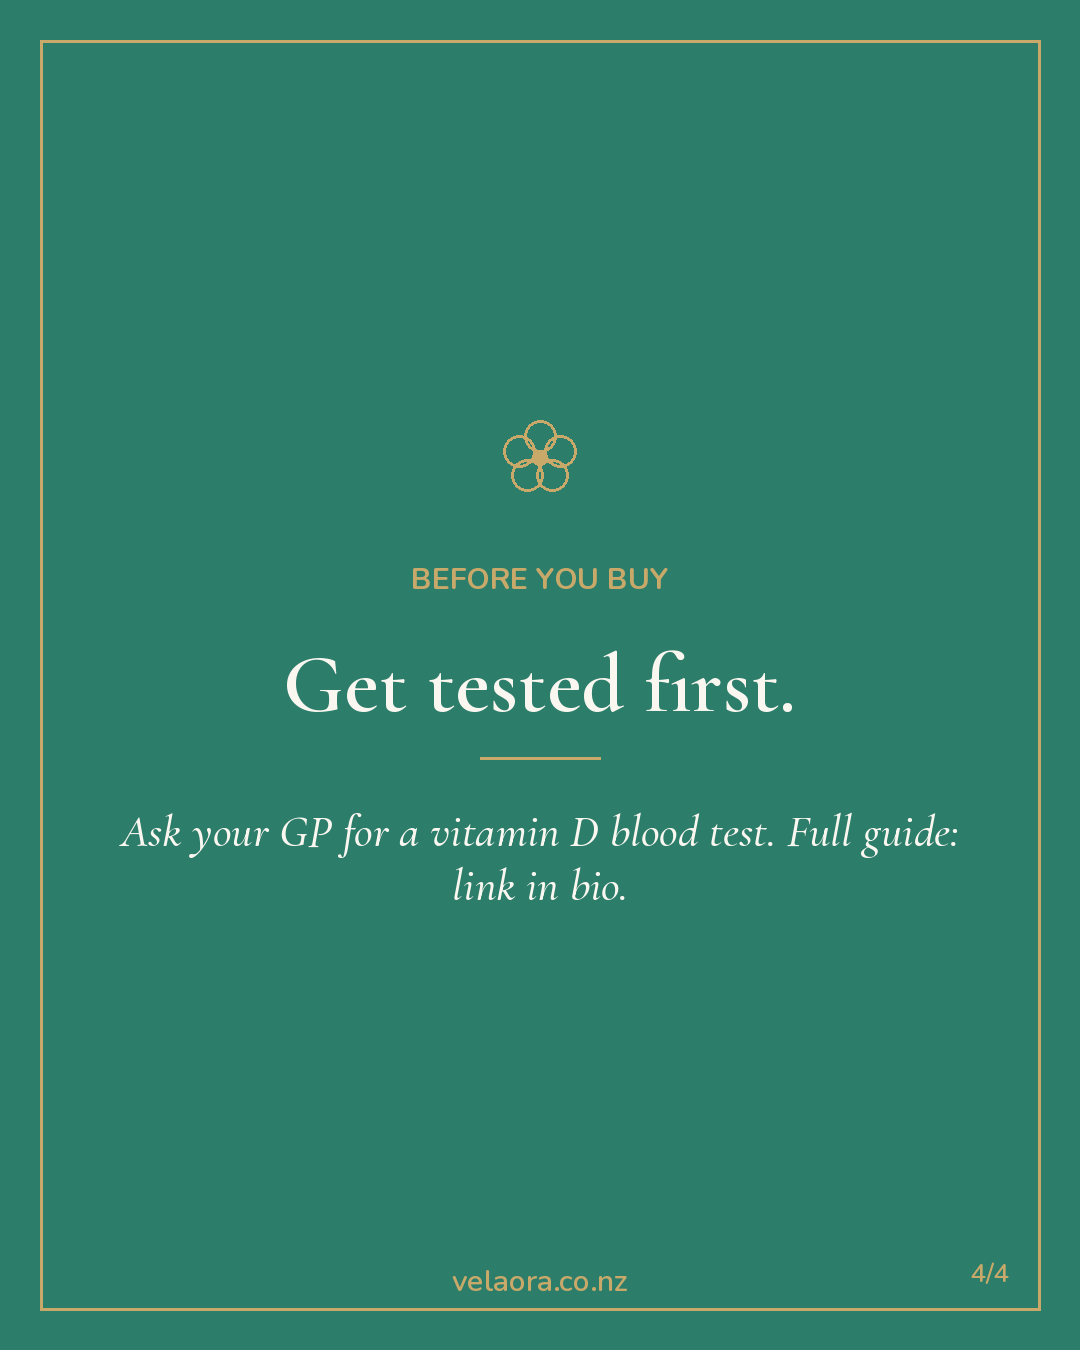 BEFORE YOU BUY
Get tested first.
Ask your GP for a vitamin D blood test. Full guide:
link in bio.
velaora.co.nz
4/4